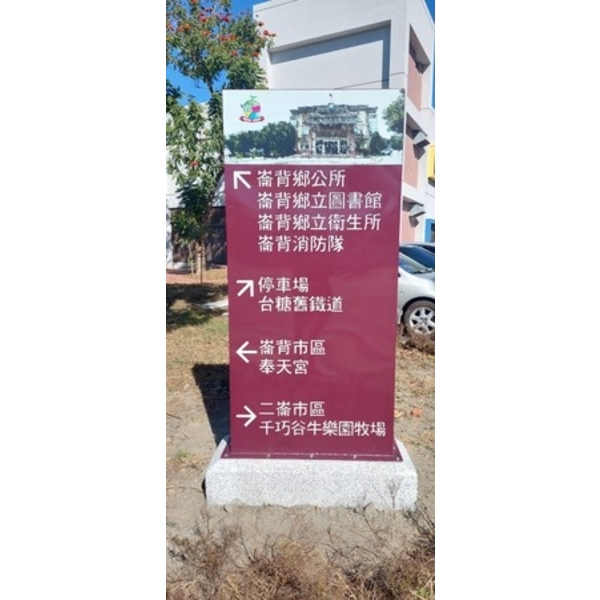 崙背鄉公所
崙背鄉立圖書館
崙背鄉立衛生所
崙背消防隊
停車場
台糖舊鐵道
崙背市區
奉天宮
二崙市區
千巧谷牛樂園牧場